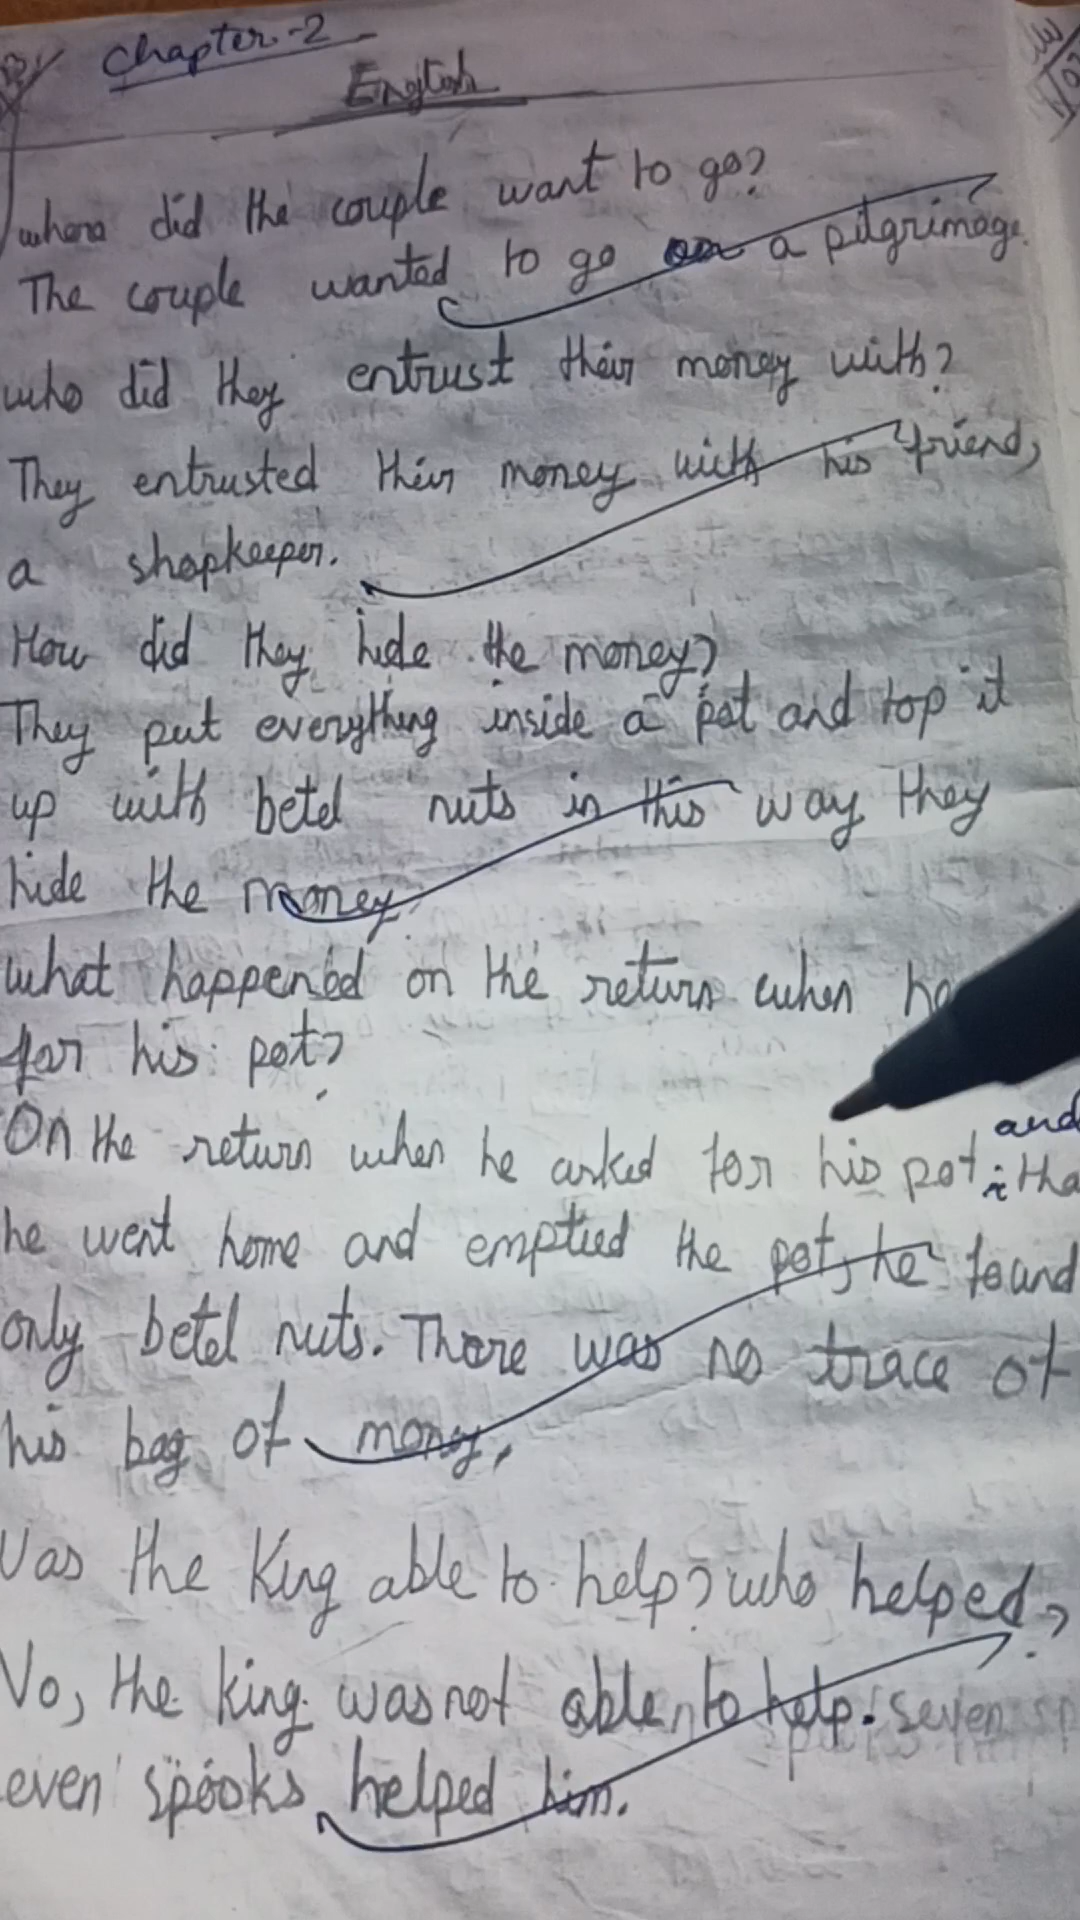 Chapter-2
English
where did the couple want to go?
The couple wanted to go on a pilgrimage.
who did they entrust their money with?
They entrusted their money with his friend,
a shopkeeper.
How did they hide the money?
They put everything inside a pot and top it
up with betel nuts in this way they
hide the money.
what happened on the return when he
for his pot?
and
On the return when he asked for his pot
he went home and emptied the pot, he found
only betel nuts. There was no trace of
his bag of money.
Was the King able to help? who helped?
No, the king was not able to help. seven
even spooks helped him.